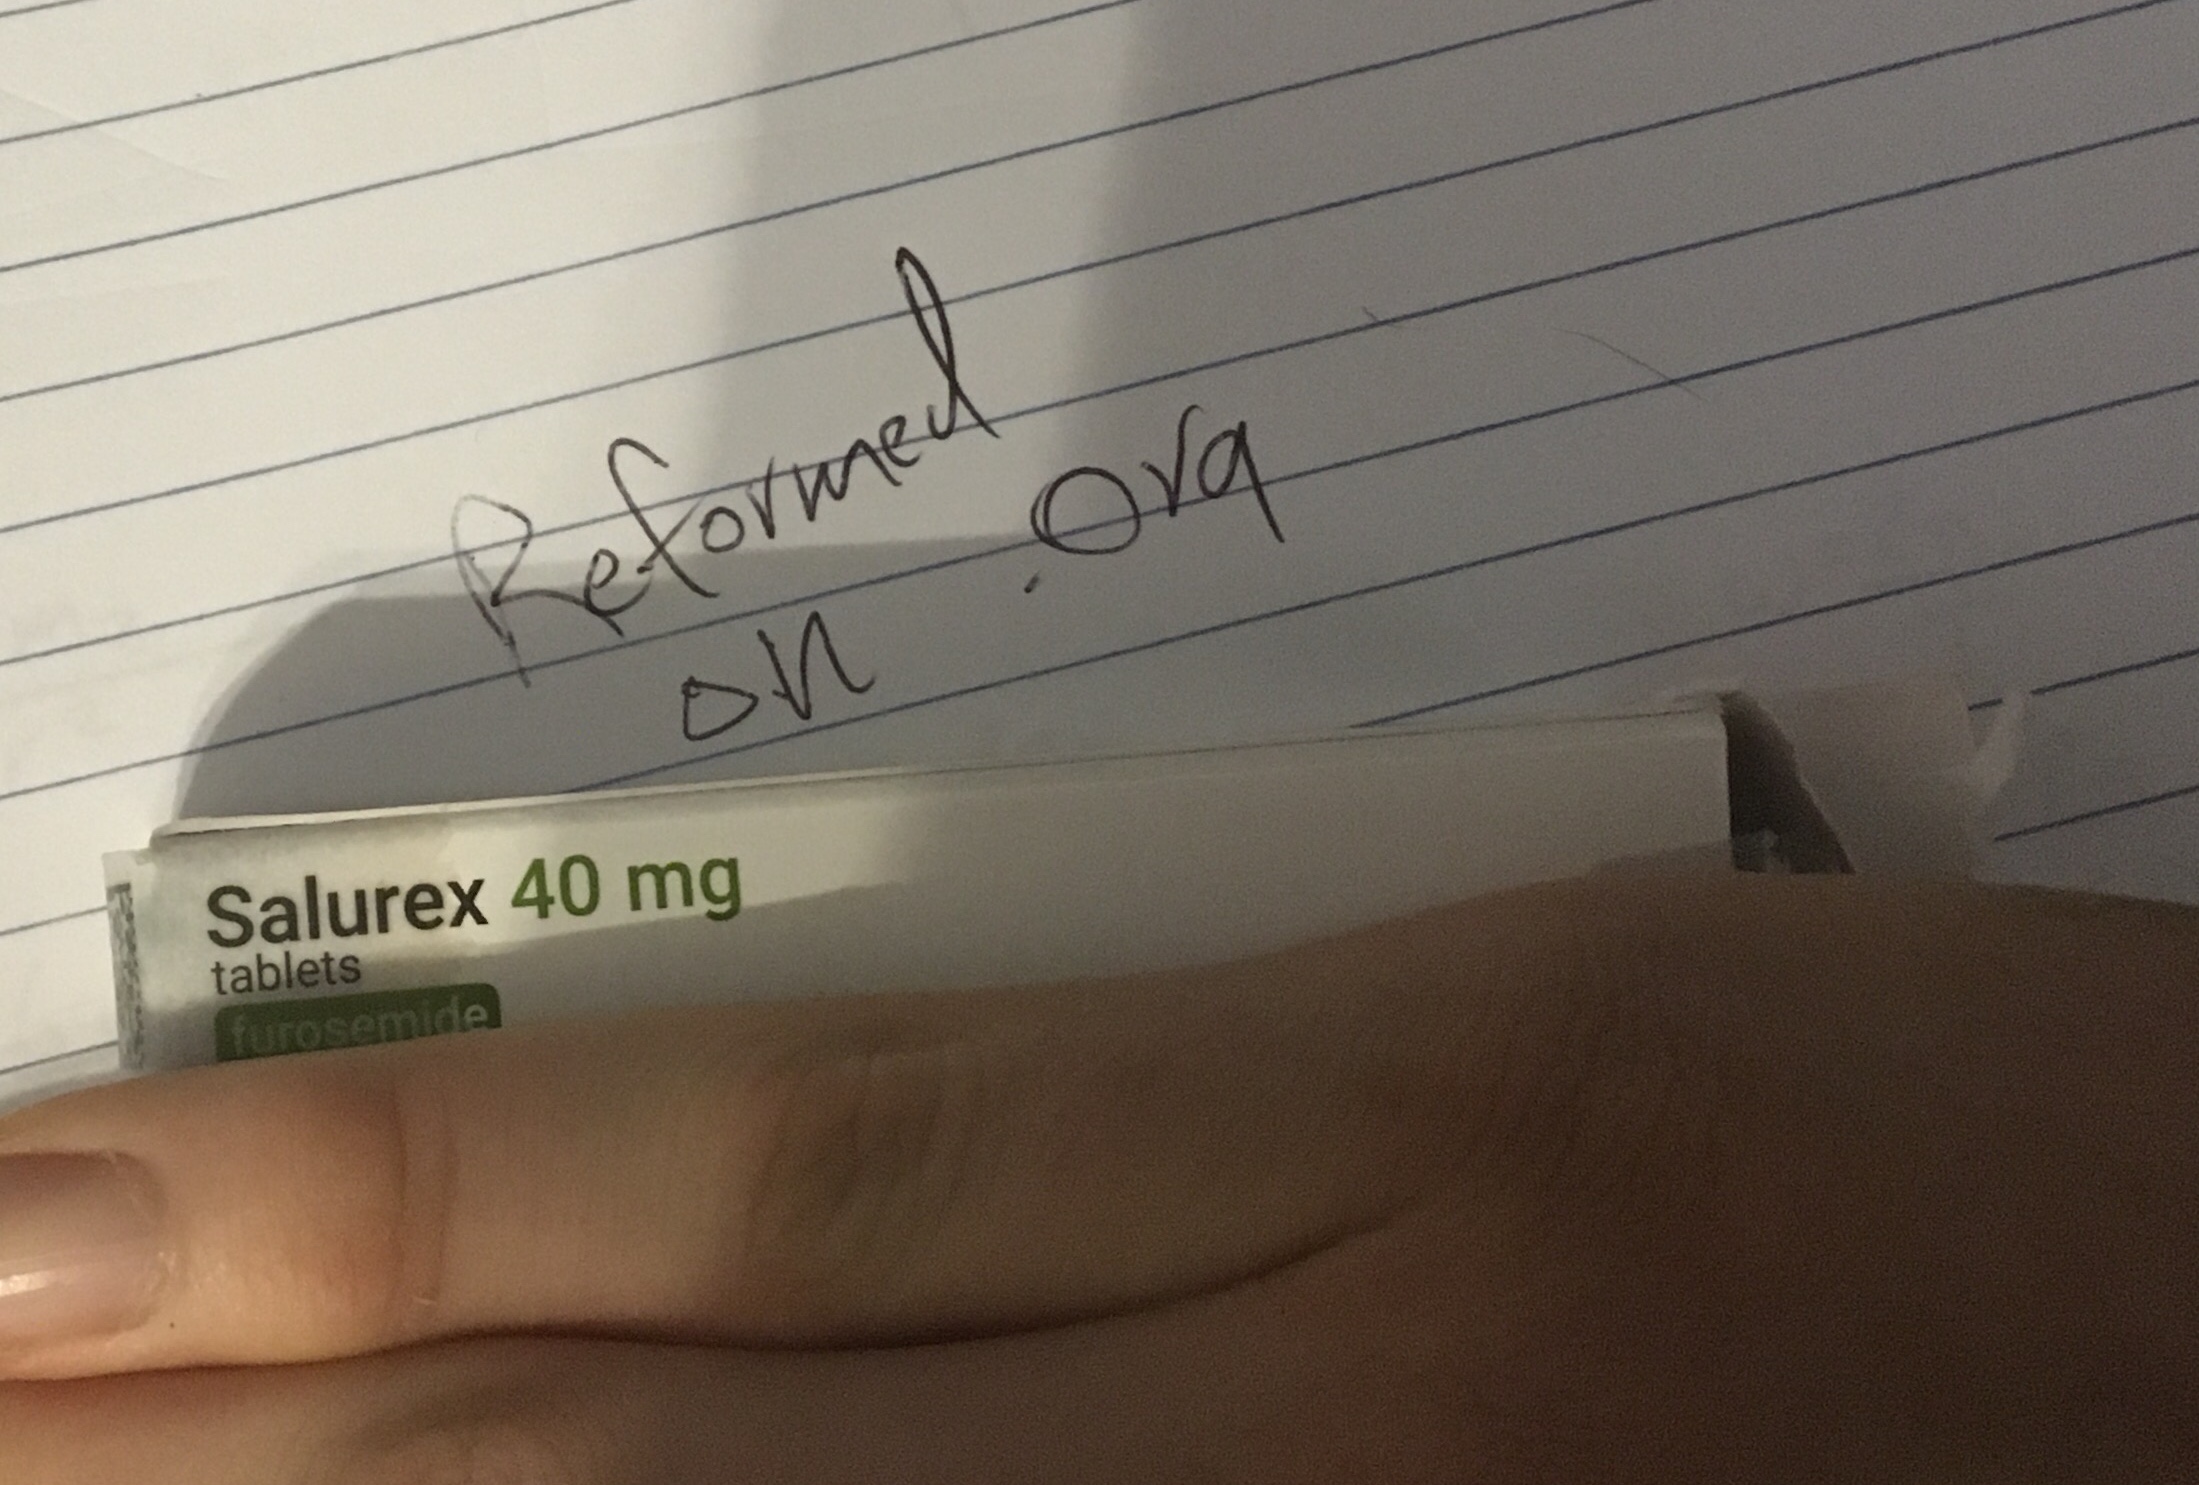 Reformed
on .org
Salurex 40 mg
tablets
furosemide